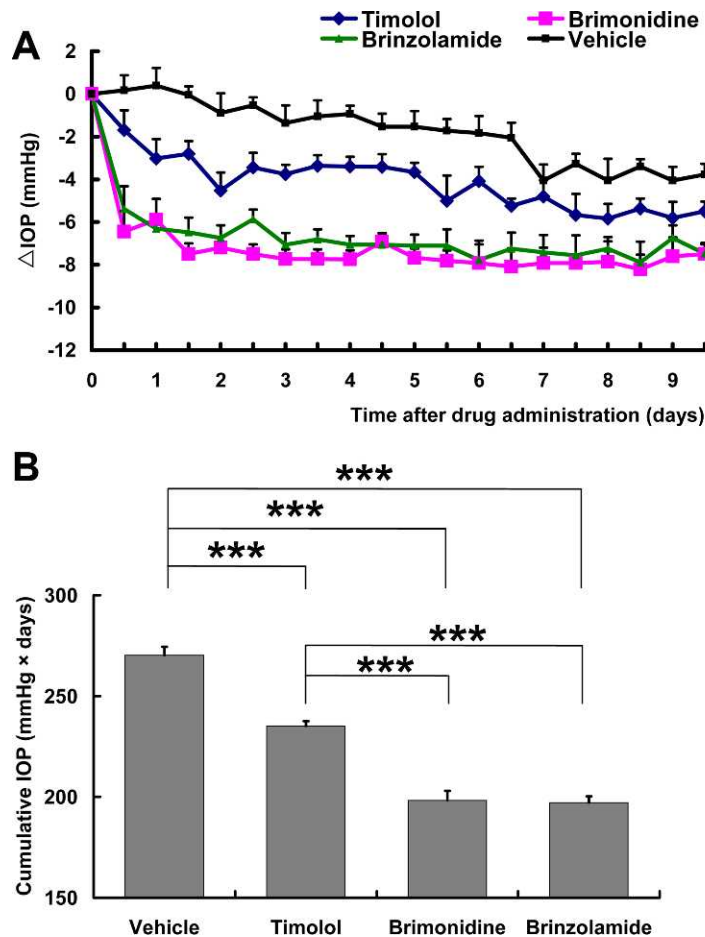 Timolol Brimonidine
A Brinzolamide Vehicle
2
0
-2
-4
-6
-8
-10
-12
△IOP (mmHg)
0 1 2 3 4 5 6 7 8 9
Time after drug administration (days)
B
***
***
***
***
***
300
250
200
150
Cumulative IOP (mmHg × days)
Vehicle Timolol Brimonidine Brinzolamide